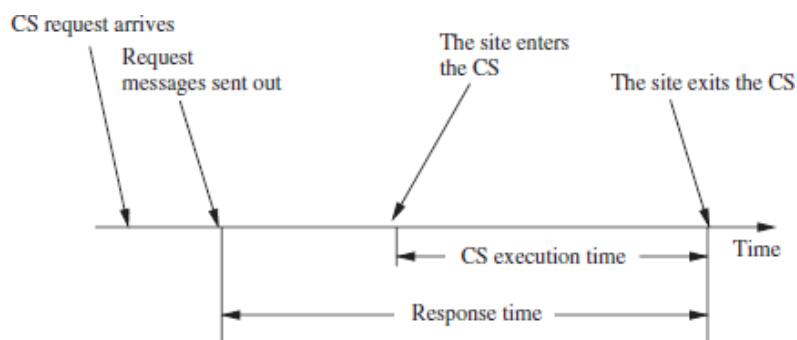 CS request arrives
Request
messages sent out
The site enters
the CS
The site exits the CS
Time
CS execution time
Response time